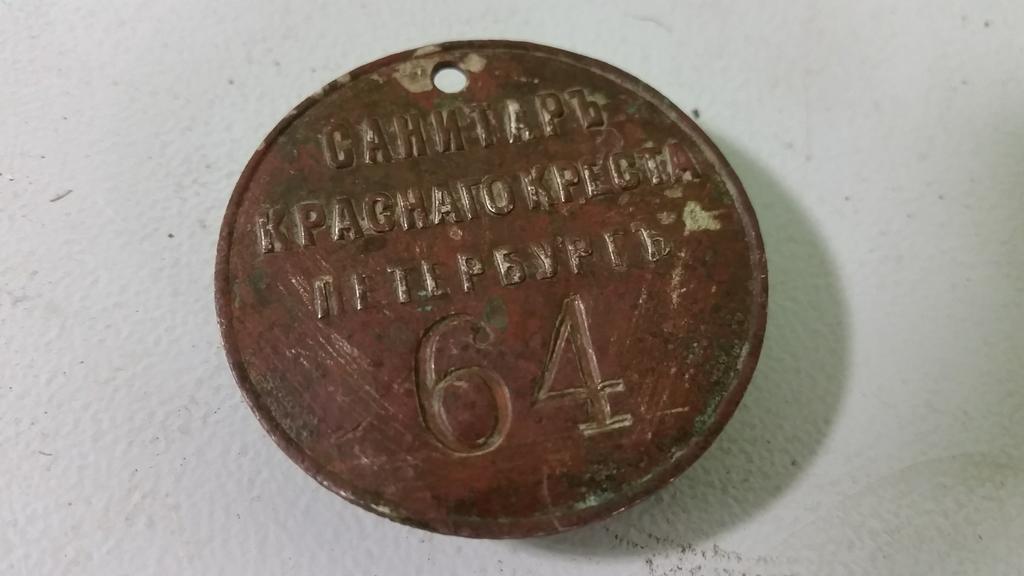 САНИТАРЪ
КРАСНАГО КРЕСТА
ПЕТЕРБУРГЪ
64